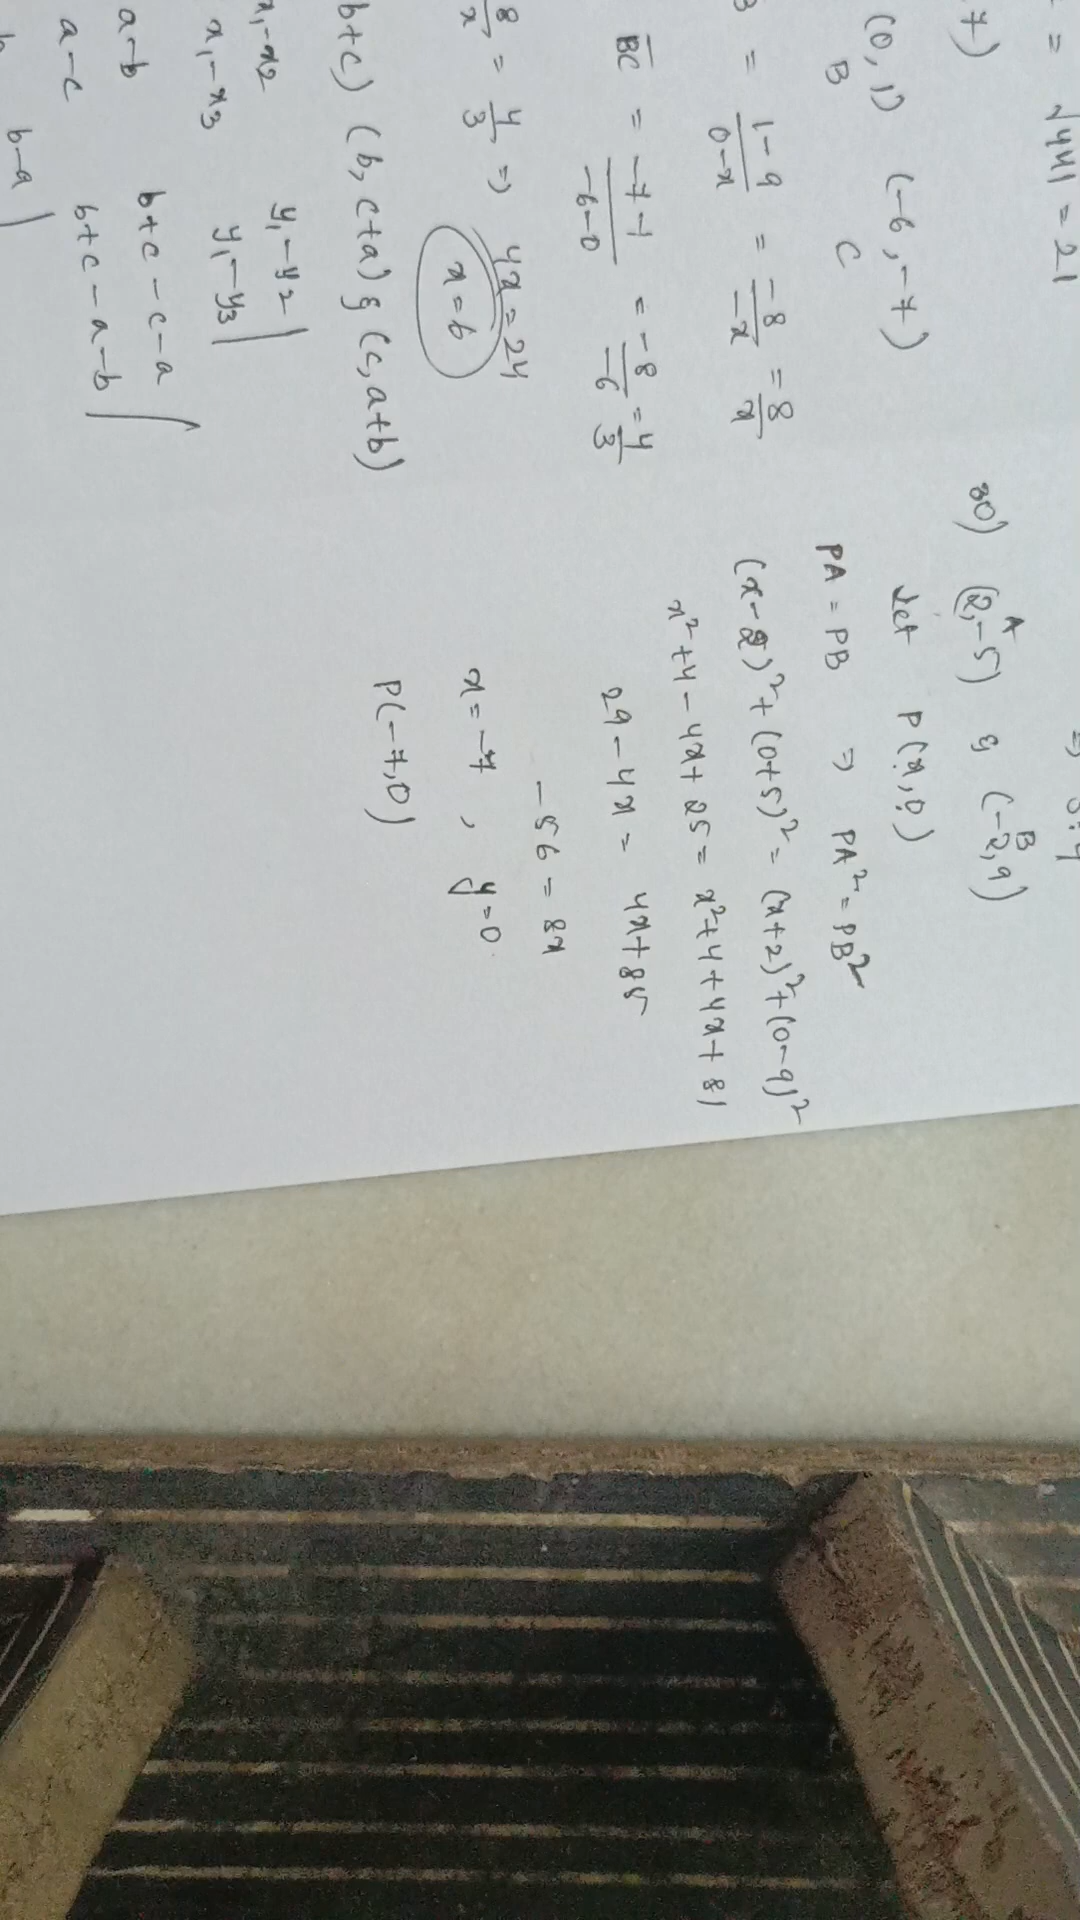 = √441 = 21
7)
(0, 1) (-6, -7)
B C
= 1-9/0-x = -8/-x = 8/x
BC = -7-1/-6-0 = -8/-6 = 4/3
8/x = 4/3 => 4x = 24
x = 6
b+c) (b, c+a) & (c, a+b)
x₁-x₂ y₁-y₂
x₁-x₃ y₁-y₃
a-b b+c-c-a
a-c b+c-a-b
b-a
30) A(2,-5) & B(-2,9)
Let P(x,0)
PA = PB => PA² = PB²
(x-2)² + (0+5)² = (x+2)² + (0-9)²
x² + 4 - 4x + 25 = x² + 4 + 4x + 81
29 - 4x = 4x + 85
-56 = 8x
x = -7 , y = 0
P(-7,0)